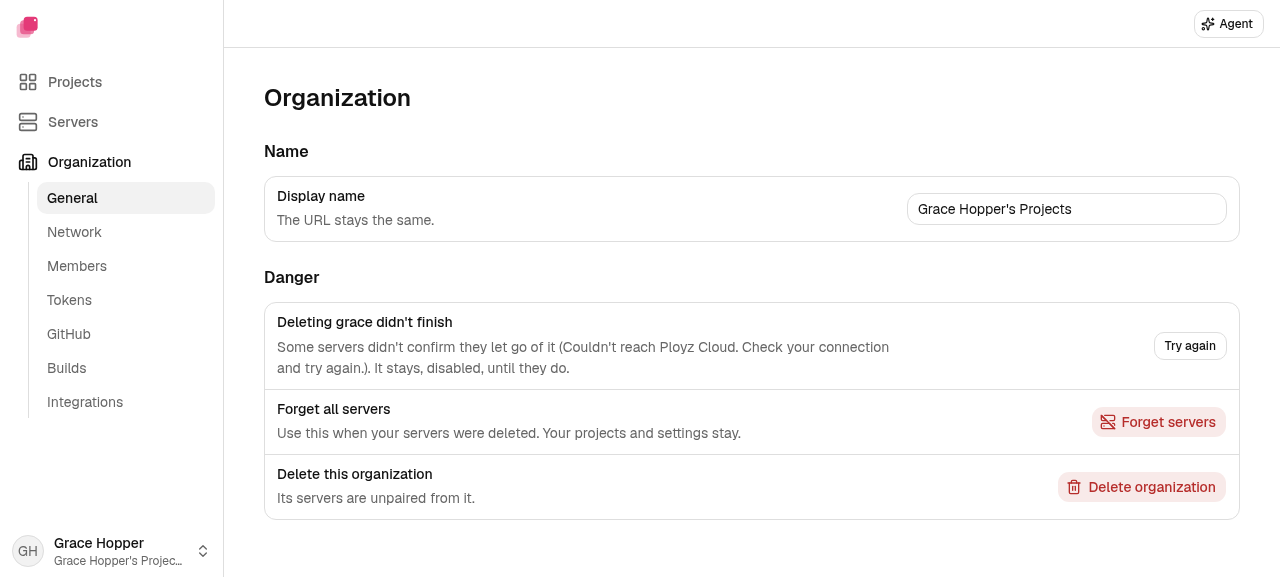 Agent
Projects
Servers
Organization
General
Network
Members
Tokens
GitHub
Builds
Integrations
GH
Grace Hopper
Grace Hopper's Projec...
Organization
Name
Display name
The URL stays the same.
Grace Hopper's Projects
Danger
Deleting grace didn't finish
Some servers didn't confirm they let go of it (Couldn't reach Ployz Cloud. Check your connection
and try again.). It stays, disabled, until they do.
Try again
Forget all servers
Use this when your servers were deleted. Your projects and settings stay.
Forget servers
Delete this organization
Its servers are unpaired from it.
Delete organization